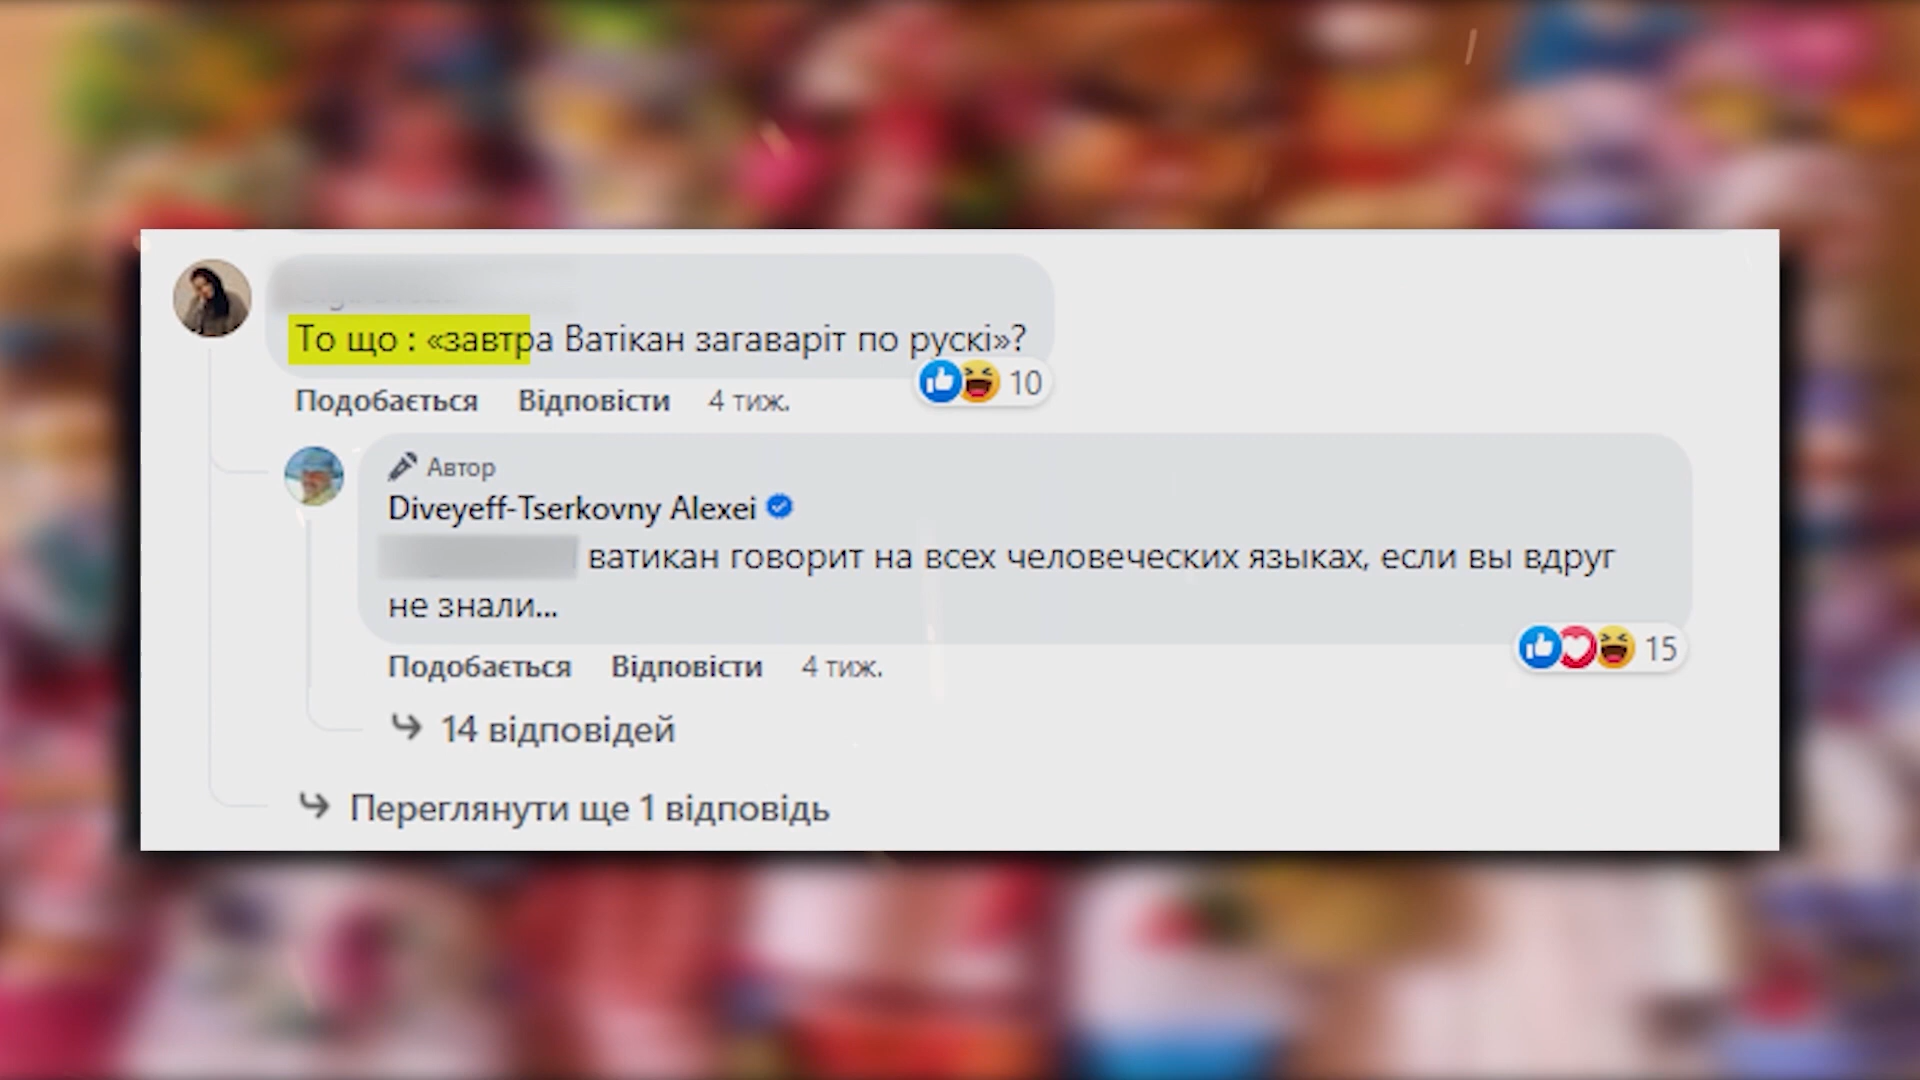 То що : «завтра Ватікан загаваріт по рускі»?
Подобається Відповісти 4 тиж. 10
Автор
Diveyeff-Tserkovny Alexei
ватикан говорит на всех человеческих языках, если вы вдруг
не знали...
Подобається Відповісти 4 тиж. 15
14 відповідей
Переглянути ще 1 відповідь